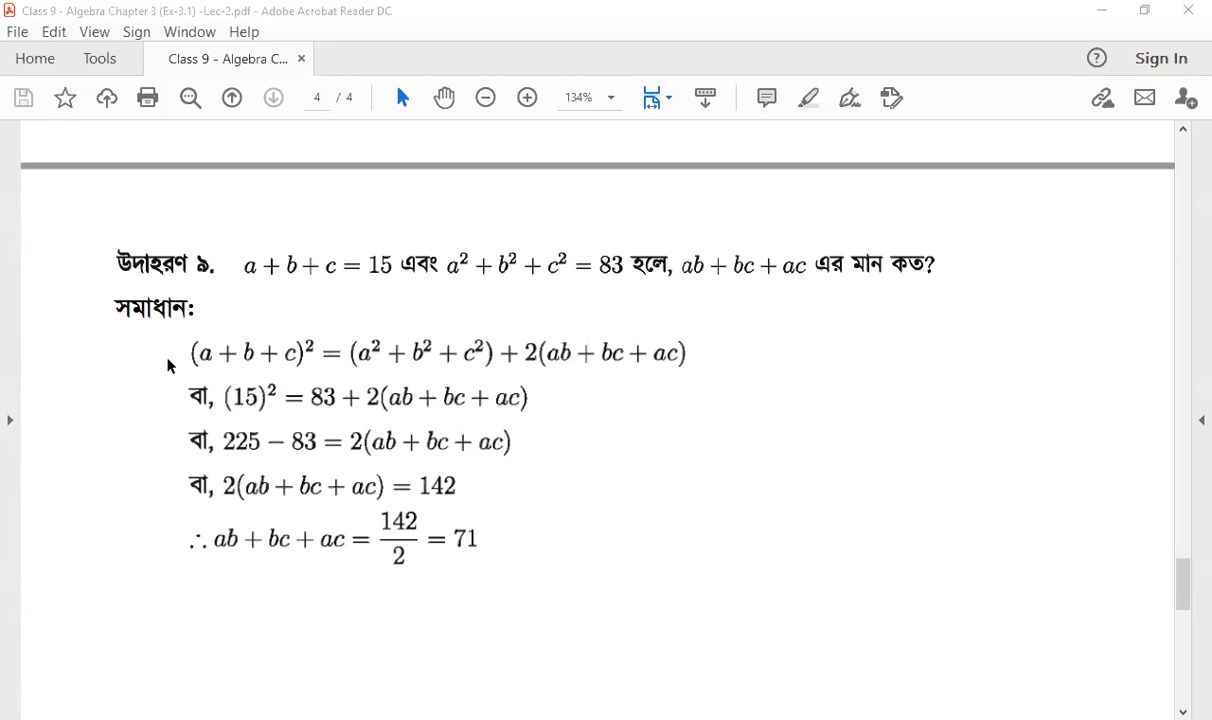 Class 9 - Algebra Chapter 3 (Ex-3.1) -Lec-2.pdf - Adobe Acrobat Reader DC
File Edit View Sign Window Help
Home Tools Class 9 - Algebra C... × Sign In
4 / 4 134%
উদাহরণ ৯. a + b + c = 15 এবং a² + b² + c² = 83 হলে, ab + bc + ac এর মান কত?
সমাধান:
(a + b + c)² = (a² + b² + c²) + 2(ab + bc + ac)
বা, (15)² = 83 + 2(ab + bc + ac)
বা, 225 − 83 = 2(ab + bc + ac)
বা, 2(ab + bc + ac) = 142
∴ ab + bc + ac = 142/2 = 71